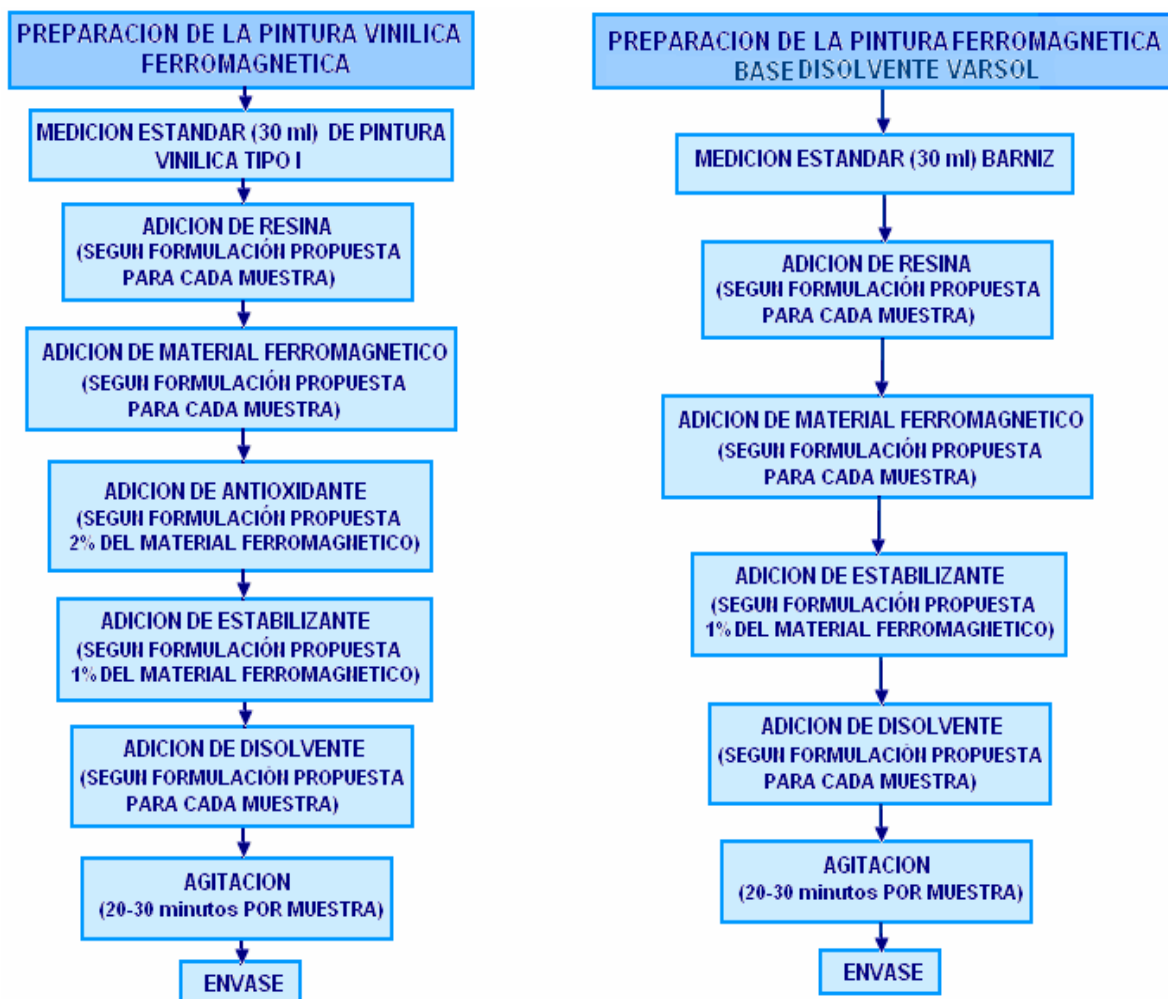 PREPARACION DE LA PINTURA VINILICA
FERROMAGNETICA
MEDICION ESTANDAR (30 ml) DE PINTURA
VINILICA TIPO I
ADICION DE RESINA
(SEGUN FORMULACIÓN PROPUESTA
PARA CADA MUESTRA)
ADICION DE MATERIAL FERROMAGNETICO
(SEGUN FORMULACIÓN PROPUESTA
PARA CADA MUESTRA)
ADICION DE ANTIOXIDANTE
(SEGUN FORMULACIÓN PROPUESTA
2% DEL MATERIAL FERROMAGNETICO)
ADICION DE ESTABILIZANTE
(SEGUN FORMULACIÓN PROPUESTA
1% DEL MATERIAL FERROMAGNETICO)
ADICION DE DISOLVENTE
(SEGUN FORMULACIÓN PROPUESTA
PARA CADA MUESTRA)
AGITACION
(20-30 minutos POR MUESTRA)
ENVASE
PREPARACION DE LA PINTURA FERROMAGNETICA
BASE DISOLVENTE VARSOL
MEDICION ESTANDAR (30 ml) BARNIZ
ADICION DE RESINA
(SEGUN FORMULACIÓN PROPUESTA
PARA CADA MUESTRA)
ADICION DE MATERIAL FERROMAGNETICO
(SEGUN FORMULACIÓN PROPUESTA
PARA CADA MUESTRA)
ADICION DE ESTABILIZANTE
(SEGUN FORMULACIÓN PROPUESTA
1% DEL MATERIAL FERROMAGNETICO)
ADICION DE DISOLVENTE
(SEGUN FORMULACIÓN PROPUESTA
PARA CADA MUESTRA)
AGITACION
(20-30 minutos POR MUESTRA)
ENVASE